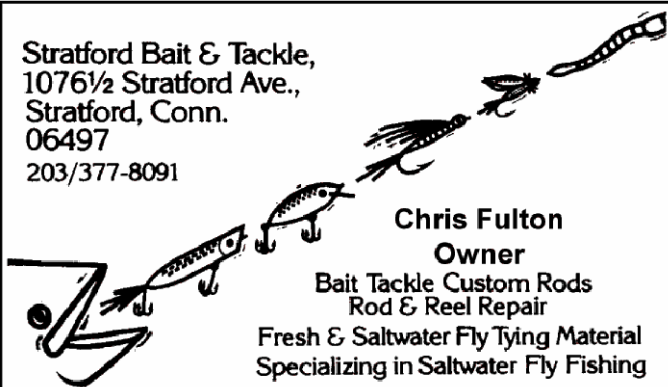 Stratford Bait & Tackle,
1076½ Stratford Ave.,
Stratford, Conn.
06497
203/377-8091
Chris Fulton
Owner
Bait Tackle Custom Rods
Rod & Reel Repair
Fresh & Saltwater Fly Tying Material
Specializing in Saltwater Fly Fishing